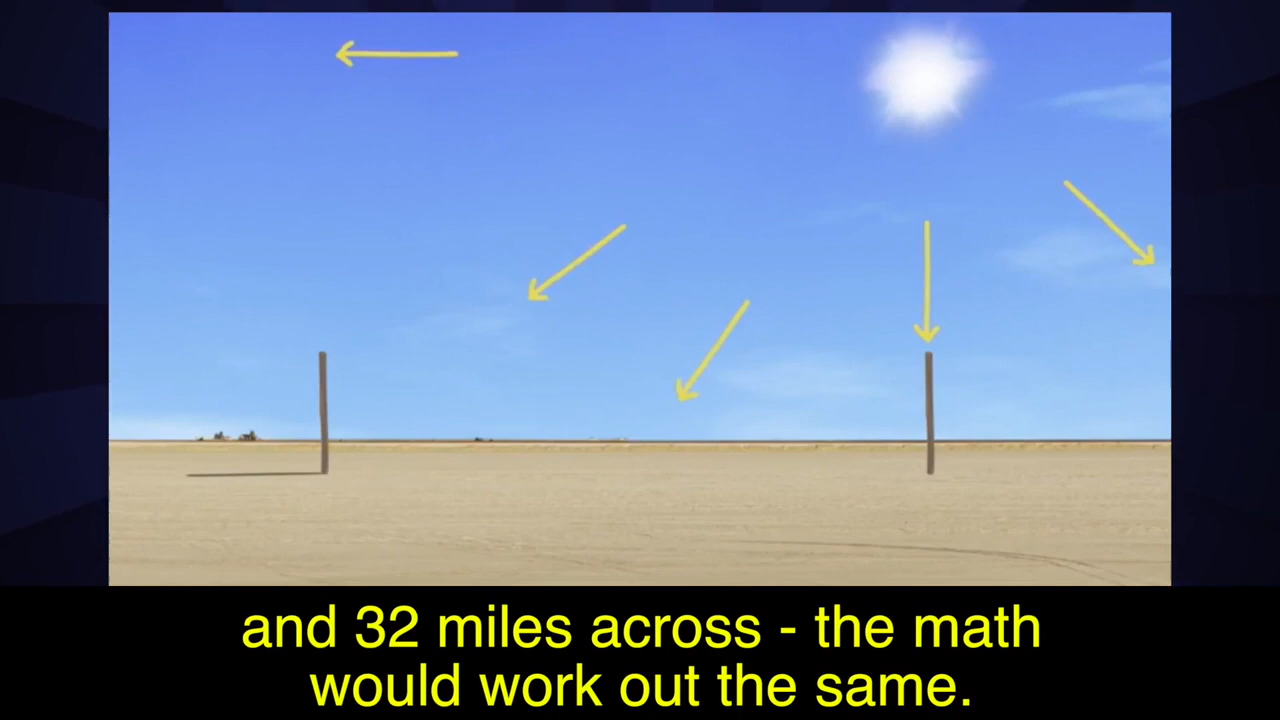 and 32 miles across - the math
would work out the same.